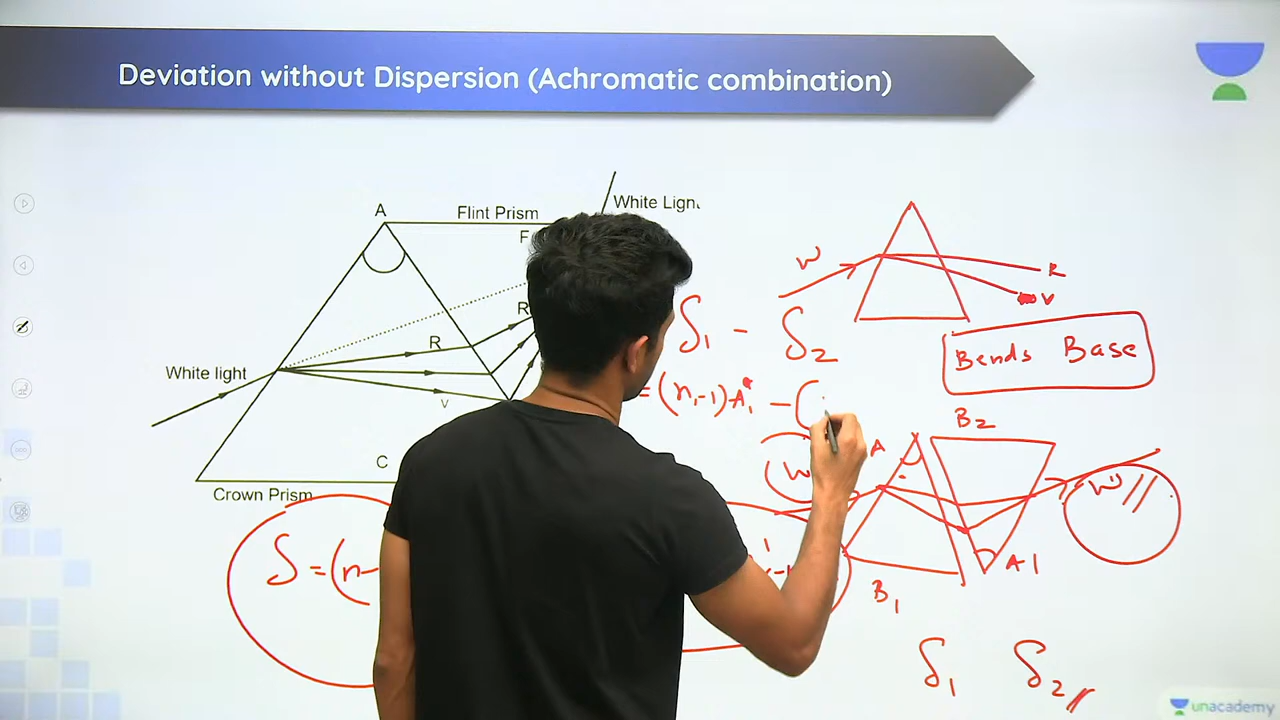 Deviation without Dispersion (Achromatic combination)
A
Flint Prism
White Ligh
F
R
R
White light
V
C
Crown Prism
W
R
V
δ1 - δ2
Bends Base
= (n1-1) A1 - (
B2
W
A
W
A1
B1
δ = (n-
δ1 δ2
unacademy